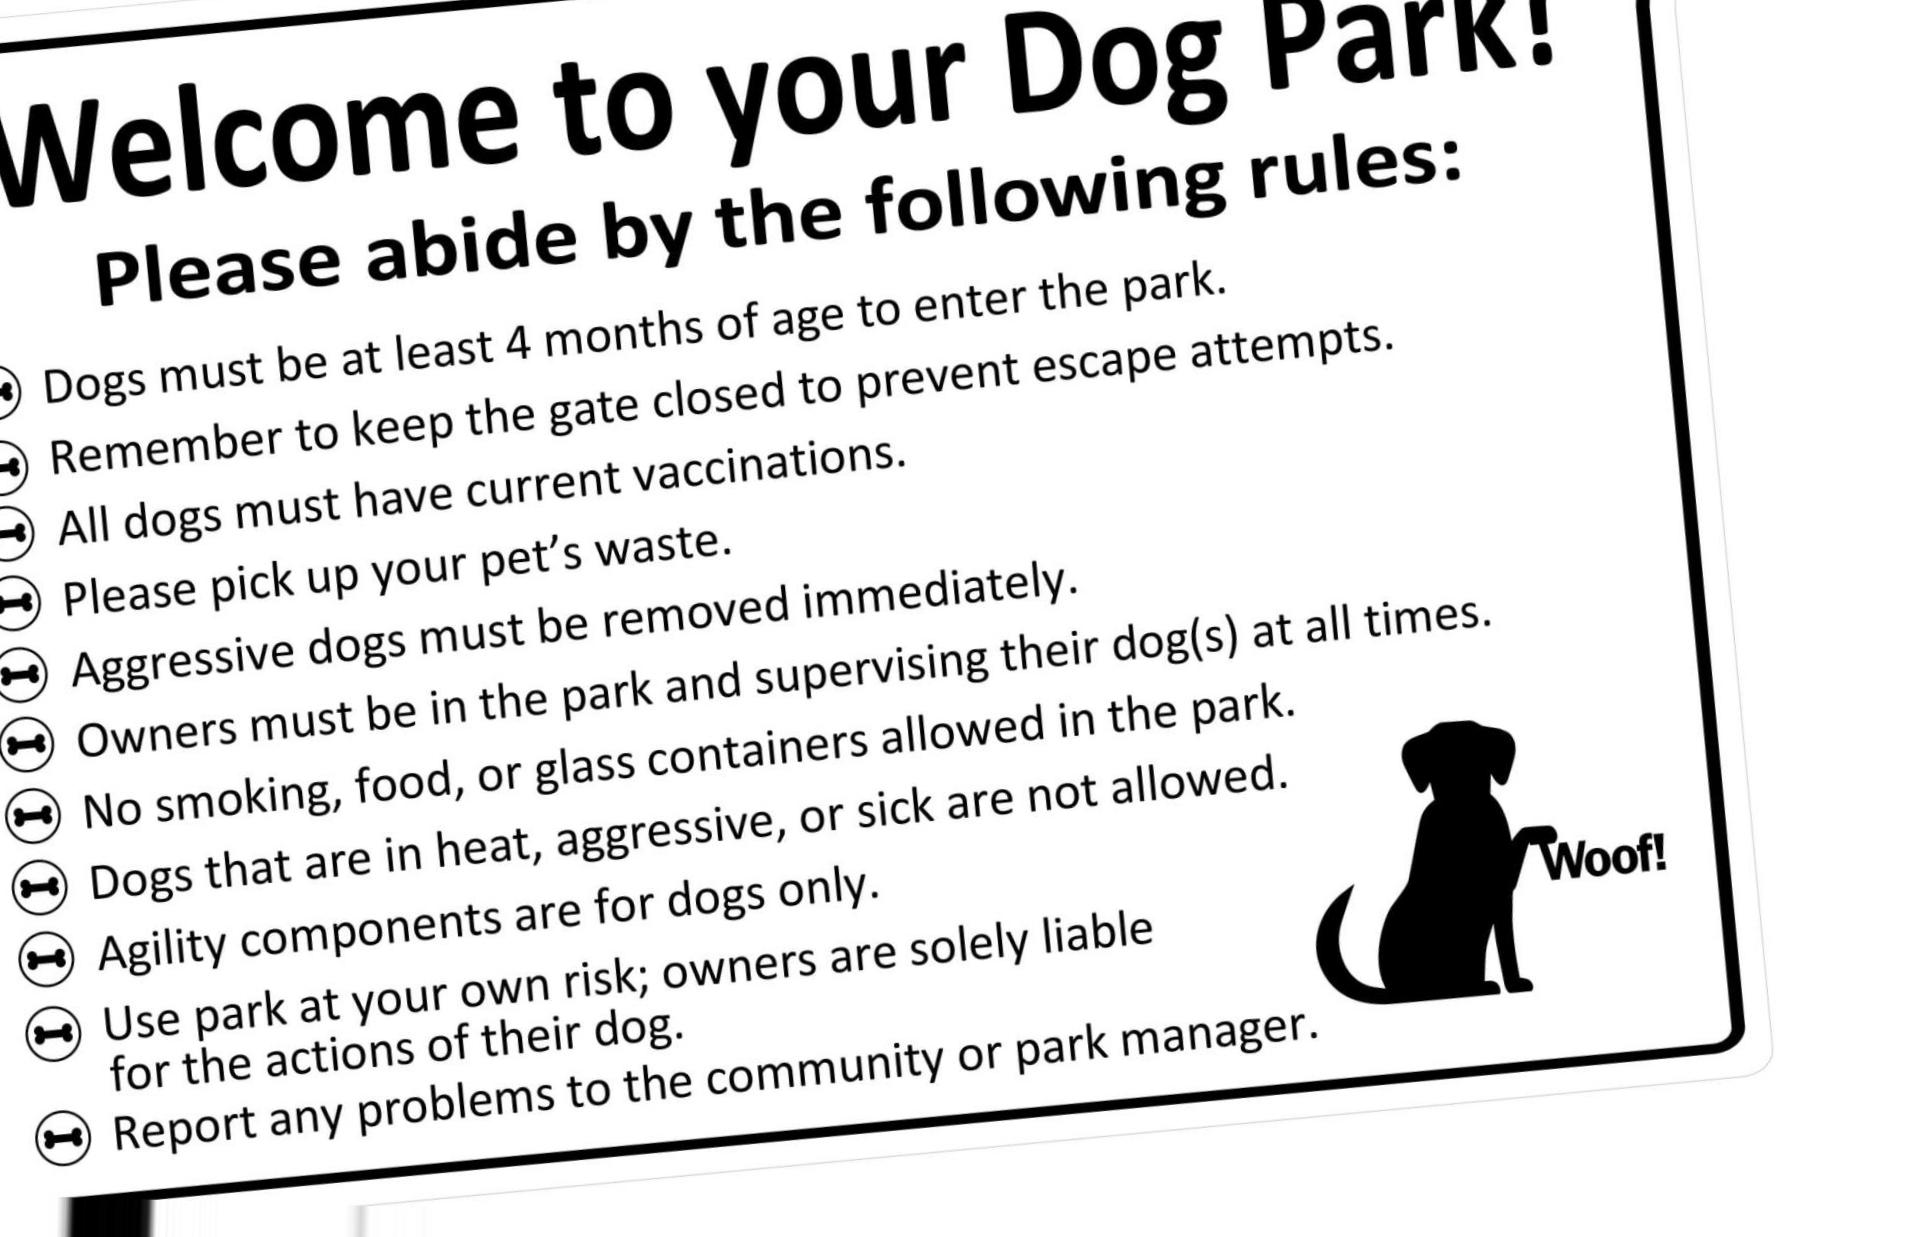 Welcome to your Dog Park!
Please abide by the following rules:
Dogs must be at least 4 months of age to enter the park.
Remember to keep the gate closed to prevent escape attempts.
All dogs must have current vaccinations.
Please pick up your pet’s waste.
Aggressive dogs must be removed immediately.
Owners must be in the park and supervising their dog(s) at all times.
No smoking, food, or glass containers allowed in the park.
Dogs that are in heat, aggressive, or sick are not allowed.
Agility components are for dogs only.
Use park at your own risk; owners are solely liable
for the actions of their dog.
Report any problems to the community or park manager.
Woof!